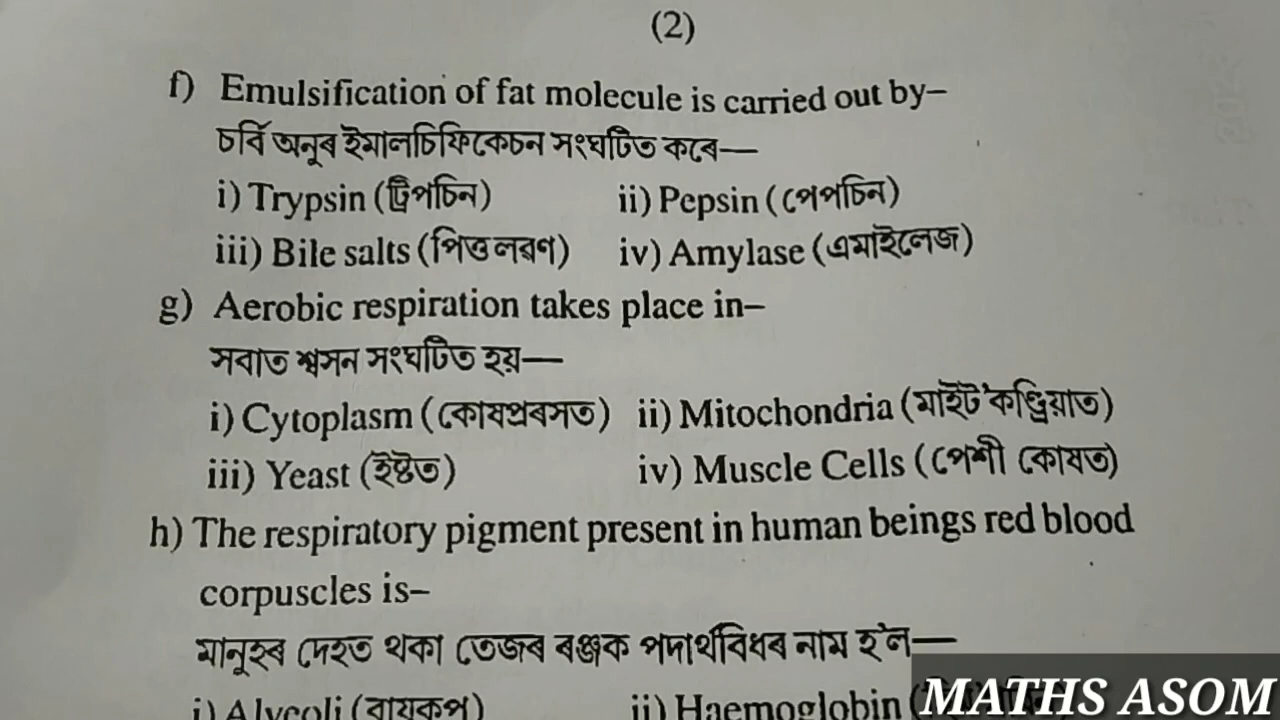 (2)
f) Emulsification of fat molecule is carried out by–
চৰ্বি অনুৰ ইমালচিফিকেচন সংঘটিত কৰে—
i) Trypsin (ট্ৰিপচিন) ii) Pepsin (পেপচিন)
iii) Bile salts (পিত্ত লৱণ) iv) Amylase (এমাইলেজ)
g) Aerobic respiration takes place in–
সবাত শ্বসন সংঘটিত হয়—
i) Cytoplasm (কোষপ্ৰৰসত) ii) Mitochondria (মাইট'কণ্ড্ৰিয়াত)
iii) Yeast (ইষ্টত) iv) Muscle Cells (পেশী কোষত)
h) The respiratory pigment present in human beings red blood
corpuscles is–
মানুহৰ দেহত থকা তেজৰ ৰঞ্জক পদাৰ্থবিধৰ নাম হ'ল—
i) Alvcoli (বায়ুকূপ) ii) Haemoglobin
MATHS ASOM